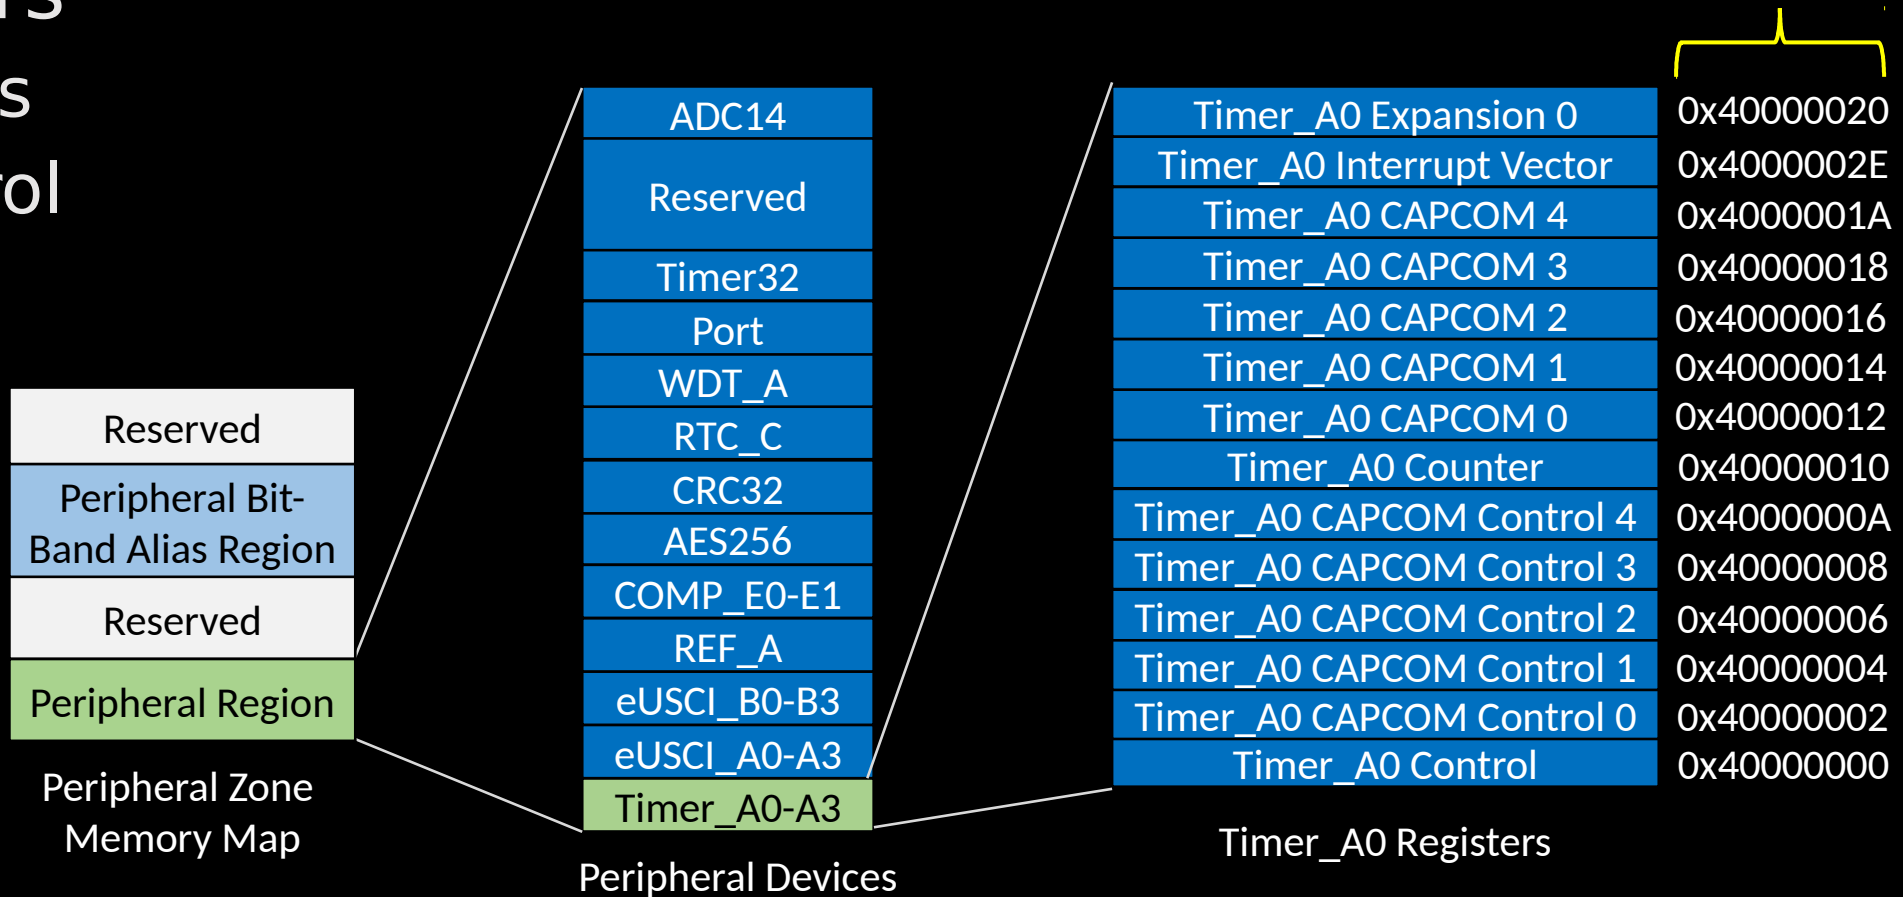 Reserved
Peripheral Bit-
Band Alias Region
Reserved
Peripheral Region
Peripheral Zone
Memory Map
ADC14
Reserved
Timer32
Port
WDT_A
RTC_C
CRC32
AES256
COMP_E0-E1
REF_A
eUSCI_B0-B3
eUSCI_A0-A3
Timer_A0-A3
Peripheral Devices
Timer_A0 Expansion 0 0x40000020
Timer_A0 Interrupt Vector 0x4000002E
Timer_A0 CAPCOM 4 0x4000001A
Timer_A0 CAPCOM 3 0x40000018
Timer_A0 CAPCOM 2 0x40000016
Timer_A0 CAPCOM 1 0x40000014
Timer_A0 CAPCOM 0 0x40000012
Timer_A0 Counter 0x40000010
Timer_A0 CAPCOM Control 4 0x4000000A
Timer_A0 CAPCOM Control 3 0x40000008
Timer_A0 CAPCOM Control 2 0x40000006
Timer_A0 CAPCOM Control 1 0x40000004
Timer_A0 CAPCOM Control 0 0x40000002
Timer_A0 Control 0x40000000
Timer_A0 Registers